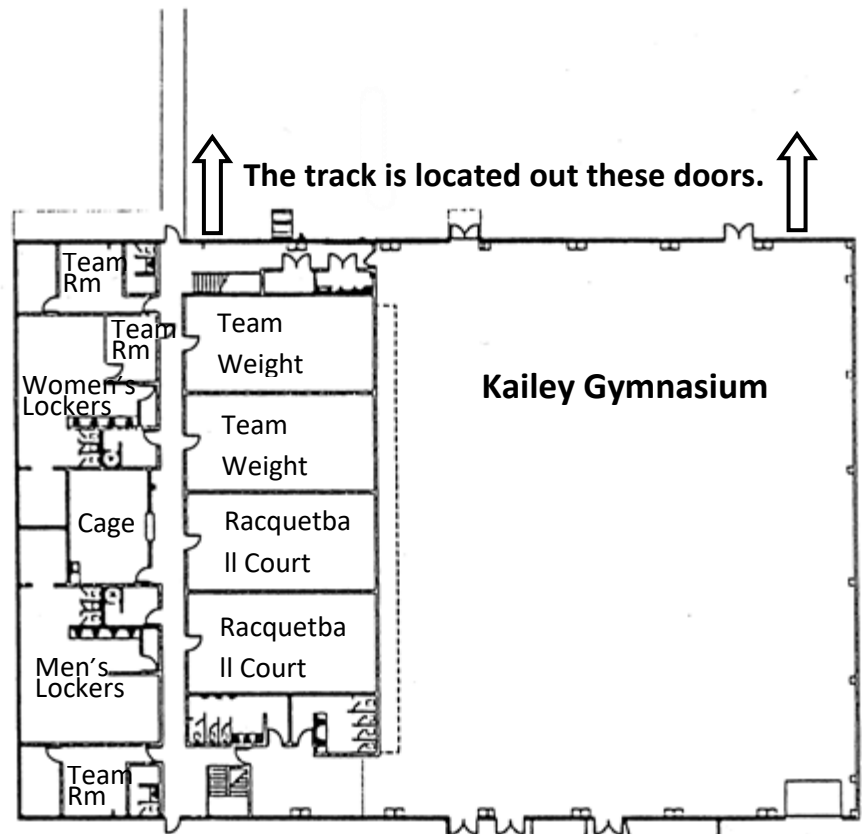 The track is located out these doors.
Team
Rm
Team
Rm
Team
Weight
Kailey Gymnasium
Women's
Lockers
Team
Weight
Cage
Racquetba
ll Court
Racquetba
ll Court
Men's
Lockers
Team
Rm